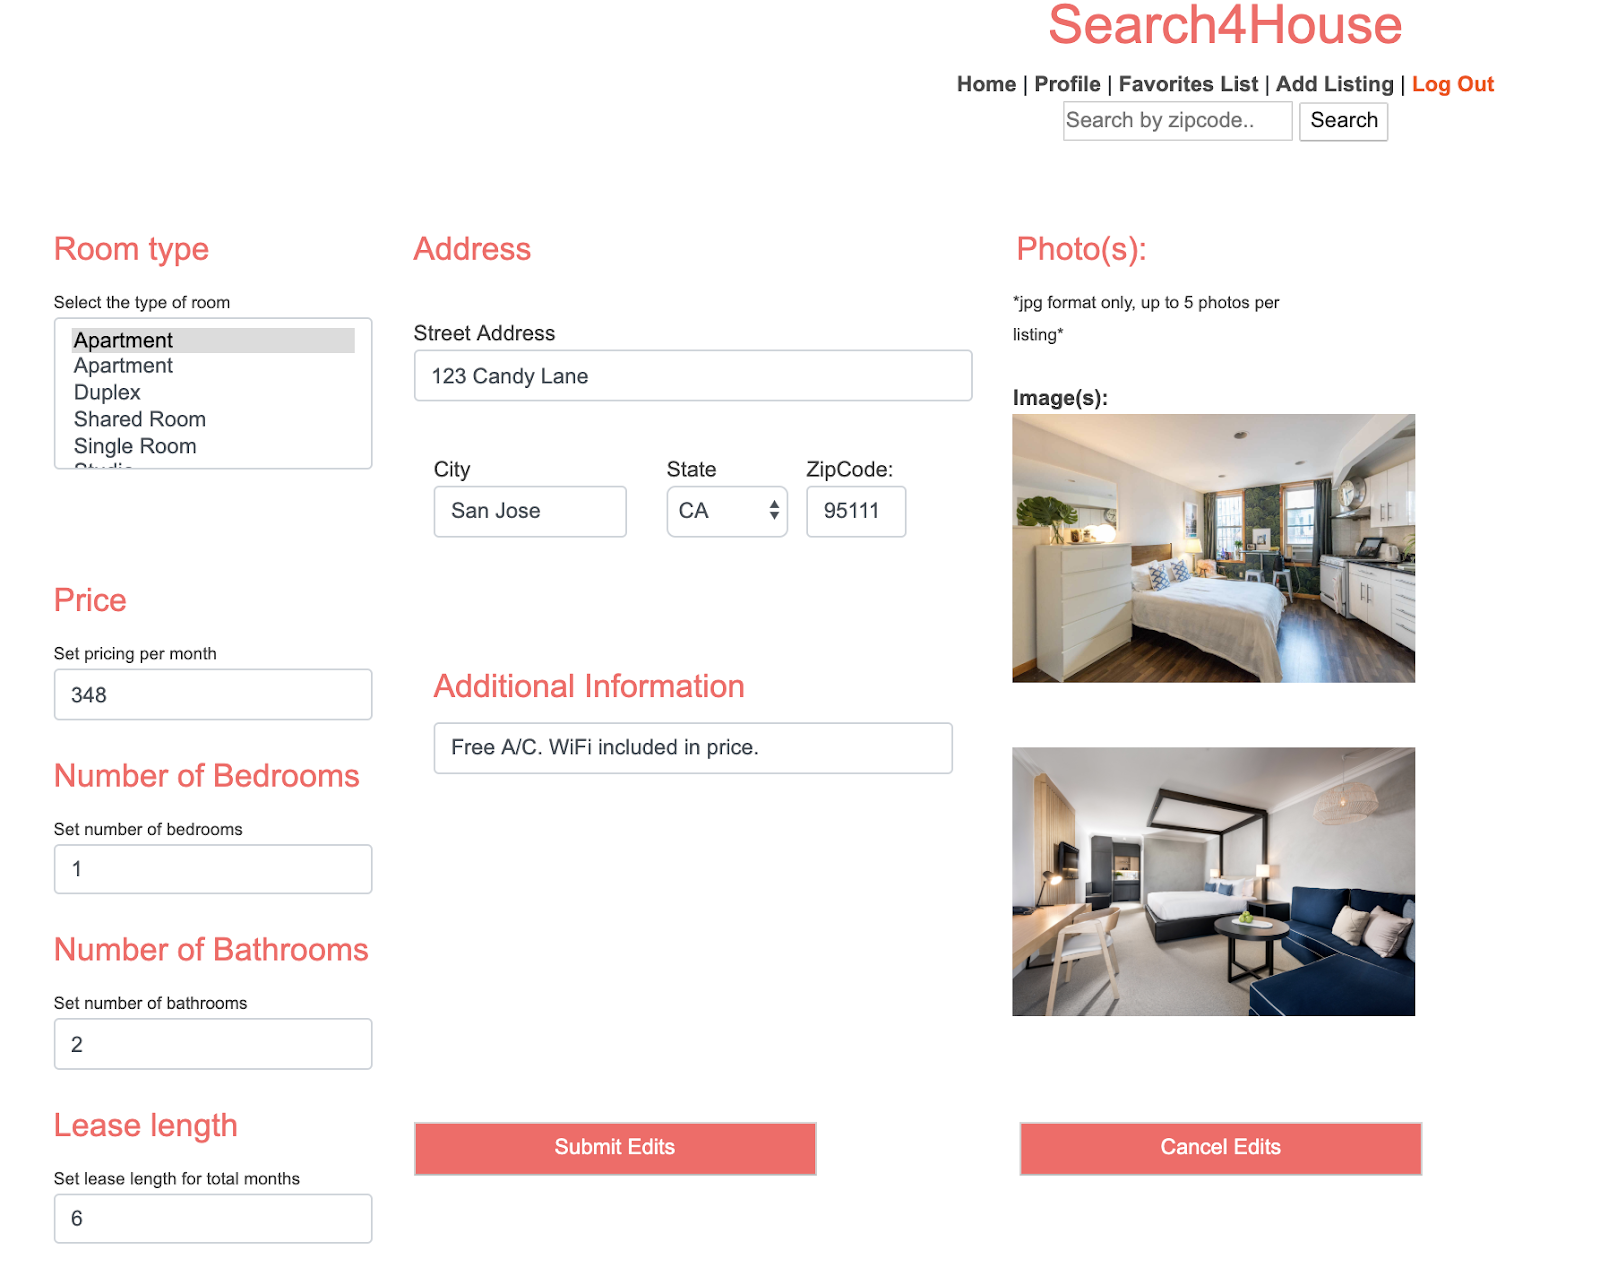 Search4House
Home | Profile | Favorites List | Add Listing | Log Out
Search by zipcode.. Search
Room type
Select the type of room
Apartment
Apartment
Duplex
Shared Room
Single Room
Price
Set pricing per month
348
Number of Bedrooms
Set number of bedrooms
1
Number of Bathrooms
Set number of bathrooms
2
Lease length
Set lease length for total months
6
Address
Street Address
123 Candy Lane
City State ZipCode:
San Jose CA 95111
Additional Information
Free A/C. WiFi included in price.
Submit Edits
Photo(s):
*jpg format only, up to 5 photos per
listing*
Image(s):
Cancel Edits